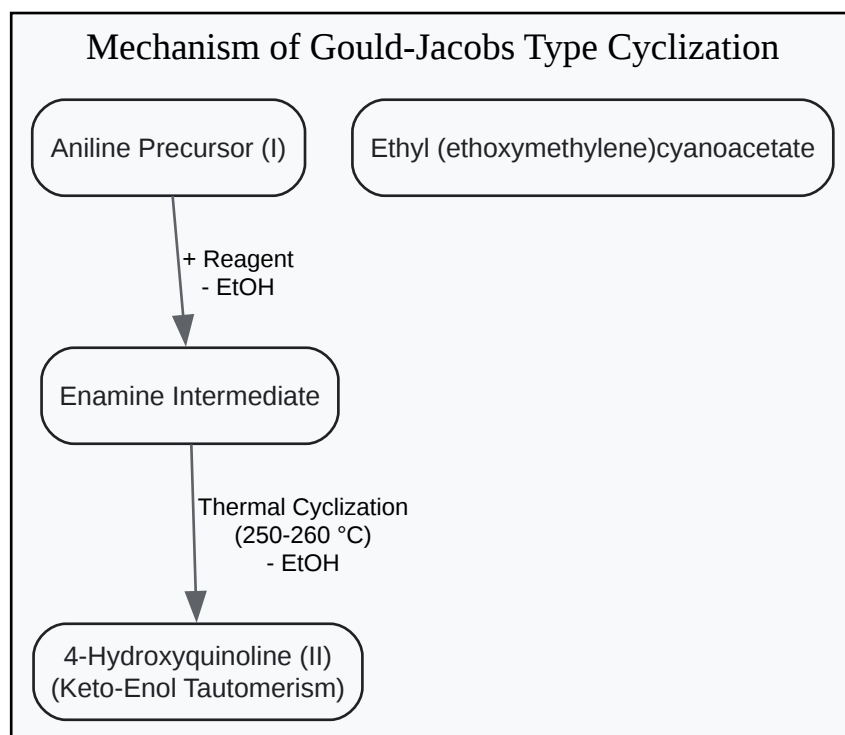 Mechanism of Gould-Jacobs Type Cyclization
Aniline Precursor (I)
Ethyl (ethoxymethylene)cyanoacetate
+ Reagent
- EtOH
Enamine Intermediate
Thermal Cyclization
(250-260 °C)
- EtOH
4-Hydroxyquinoline (II)
(Keto-Enol Tautomerism)